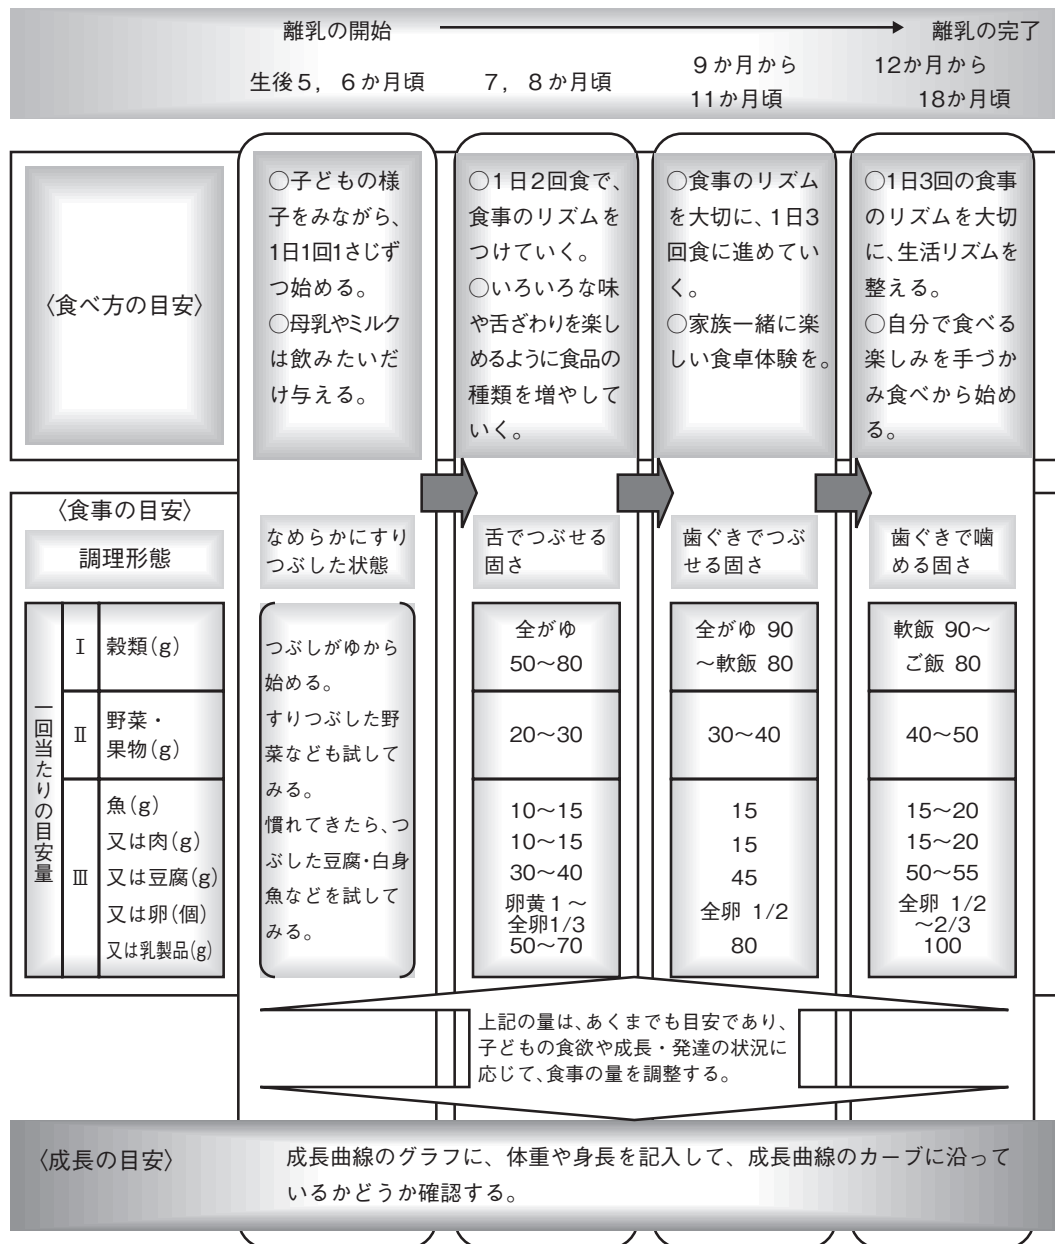 離乳の開始
離乳の完了
生後5，6か月頃
7，8か月頃
9か月から
11か月頃
12か月から
18か月頃
〈食べ方の目安〉
○子どもの様
子をみながら、
1日1回1さじず
つ始める。
○母乳やミルク
は飲みたいだ
け与える。
○1日2回食で、
食事のリズムを
つけていく。
○いろいろな味
や舌ざわりを楽し
めるように食品の
種類を増やして
いく。
○食事のリズム
を大切に、1日3
回食に進めてい
く。
○家族一緒に楽
しい食卓体験を。
○1日3回の食事
のリズムを大切
に、生活リズムを
整える。
○自分で食べる
楽しみを手づか
み食べから始め
る。
〈食事の目安〉
調理形態
なめらかにすり
つぶした状態
舌でつぶせる
固さ
歯ぐきでつぶ
せる固さ
歯ぐきで噛
める固さ
一回当たりの目安量
Ⅰ
穀類(g)
つぶしがゆから
始める。
すりつぶした野
菜なども試して
みる。
慣れてきたら、つ
ぶした豆腐・白身
魚などを試して
みる。
全がゆ
50～80
全がゆ 90
～軟飯 80
軟飯 90～
ご飯 80
Ⅱ
野菜・
果物(g)
20～30
30～40
40～50
Ⅲ
魚(g)
又は肉(g)
又は豆腐(g)
又は卵(個)
又は乳製品(g)
10～15
10～15
30～40
卵黄1～
全卵1/3
50～70
15
15
45
全卵 1/2
80
15～20
15～20
50～55
全卵 1/2
～2/3
100
上記の量は、あくまでも目安であり、
子どもの食欲や成長・発達の状況に
応じて、食事の量を調整する。
〈成長の目安〉
成長曲線のグラフに、体重や身長を記入して、成長曲線のカーブに沿って
いるかどうか確認する。